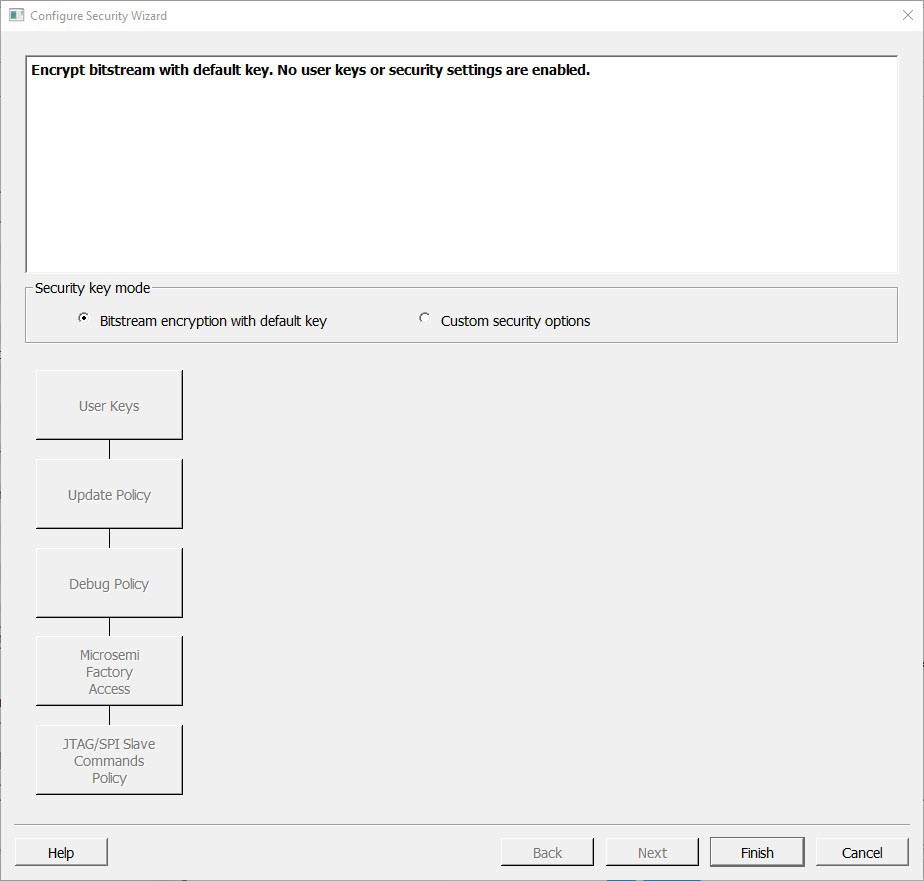 Configure Security Wizard
Encrypt bitstream with default key. No user keys or security settings are enabled.
Security key mode
Bitstream encryption with default key
Custom security options
User Keys
Update Policy
Debug Policy
Microsemi
Factory
Access
JTAG/SPI Slave
Commands
Policy
Help
Back
Next
Finish
Cancel